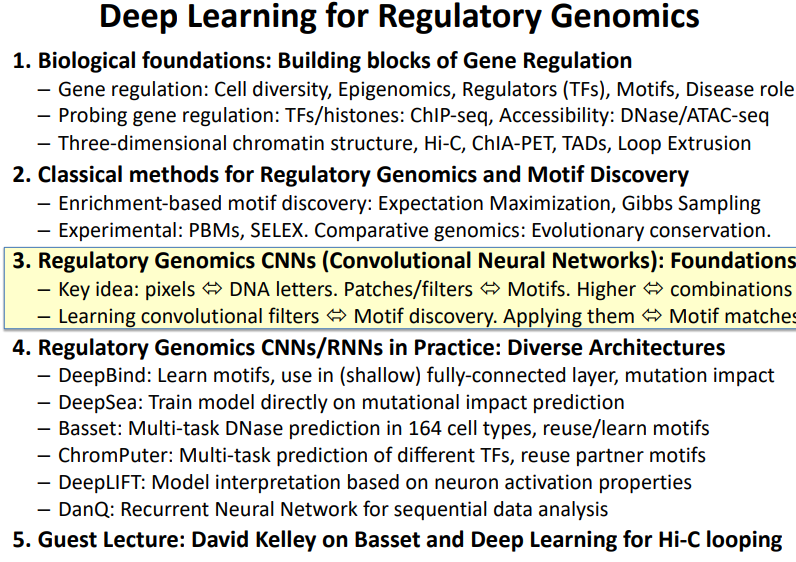 Deep Learning for Regulatory Genomics
1. Biological foundations: Building blocks of Gene Regulation
– Gene regulation: Cell diversity, Epigenomics, Regulators (TFs), Motifs, Disease role
– Probing gene regulation: TFs/histones: ChIP-seq, Accessibility: DNase/ATAC-seq
– Three-dimensional chromatin structure, Hi-C, ChIA-PET, TADs, Loop Extrusion
2. Classical methods for Regulatory Genomics and Motif Discovery
– Enrichment-based motif discovery: Expectation Maximization, Gibbs Sampling
– Experimental: PBMs, SELEX. Comparative genomics: Evolutionary conservation.
3. Regulatory Genomics CNNs (Convolutional Neural Networks): Foundations
– Key idea: pixels ⬄ DNA letters. Patches/filters ⬄ Motifs. Higher ⬄ combinations
– Learning convolutional filters ⬄ Motif discovery. Applying them ⬄ Motif matches
4. Regulatory Genomics CNNs/RNNs in Practice: Diverse Architectures
– DeepBind: Learn motifs, use in (shallow) fully-connected layer, mutation impact
– DeepSea: Train model directly on mutational impact prediction
– Basset: Multi-task DNase prediction in 164 cell types, reuse/learn motifs
– ChromPuter: Multi-task prediction of different TFs, reuse partner motifs
– DeepLIFT: Model interpretation based on neuron activation properties
– DanQ: Recurrent Neural Network for sequential data analysis
5. Guest Lecture: David Kelley on Basset and Deep Learning for Hi-C looping